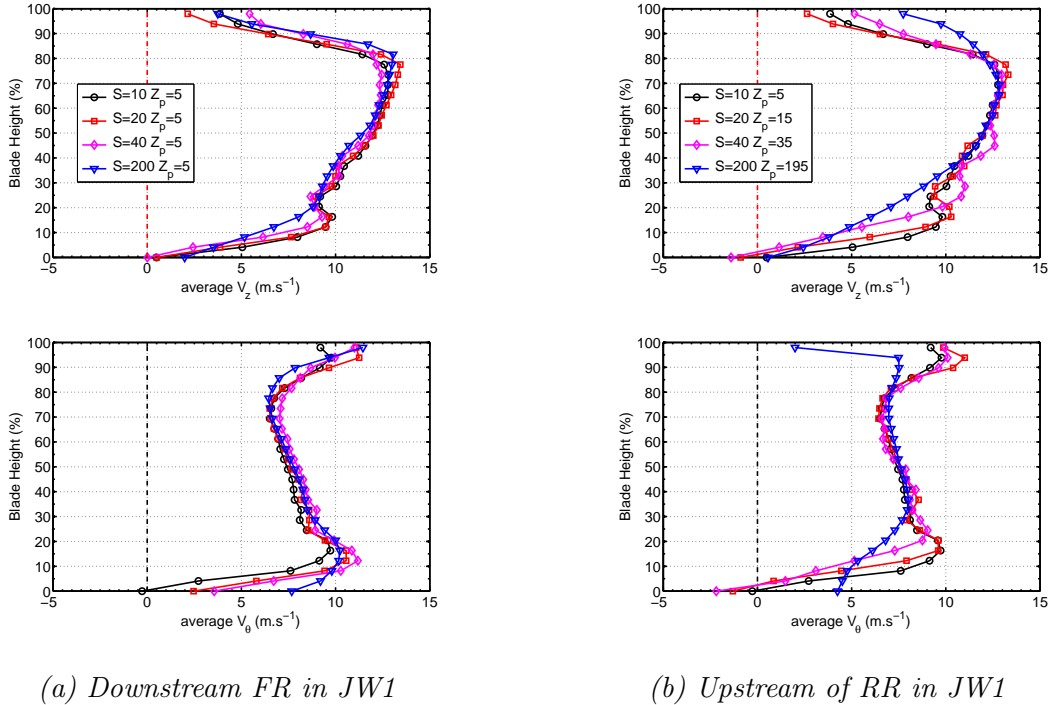 100
90
80
70
60
50
40
30
20
10
0
−5 0 5 10 15
Blade Height (%)
average V_z (m.s⁻¹)
S=10 Z_p=5
S=20 Z_p=5
S=40 Z_p=5
S=200 Z_p=5
100
90
80
70
60
50
40
30
20
10
0
−5 0 5 10 15
Blade Height (%)
average V_z (m.s⁻¹)
S=10 Z_p=5
S=20 Z_p=15
S=40 Z_p=35
S=200 Z_p=195
100
90
80
70
60
50
40
30
20
10
0
−5 0 5 10 15
Blade Height (%)
average V_θ (m.s⁻¹)
100
90
80
70
60
50
40
30
20
10
0
−5 0 5 10 15
Blade Height (%)
average V_θ (m.s⁻¹)
(a) Downstream FR in JW1
(b) Upstream of RR in JW1